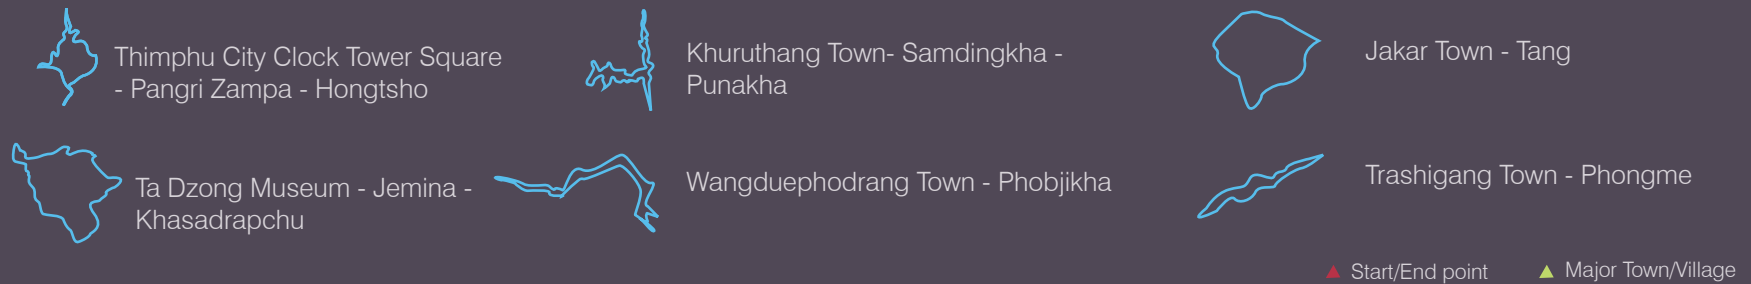 Thimphu City Clock Tower Square
- Pangri Zampa - Hongtsho
Khuruthang Town- Samdingkha -
Punakha
Jakar Town - Tang
Ta Dzong Museum - Jemina -
Khasadrapchu
Wangduephodrang Town - Phobjikha
Trashigang Town - Phongme
Start/End point
Major Town/Village